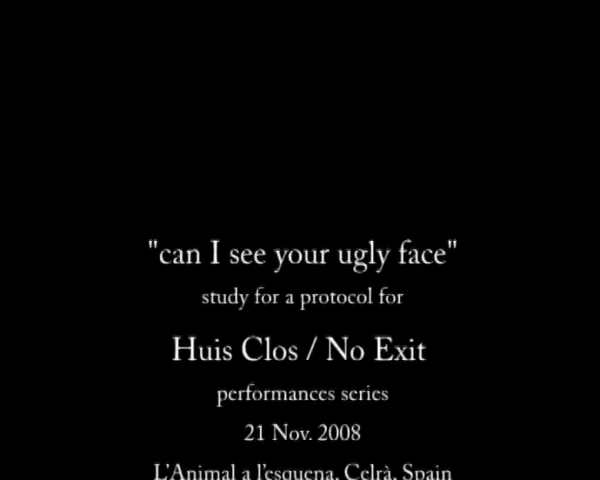 "can I see your ugly face"
study for a protocol for
Huis Clos / No Exit
performances series
21 Nov. 2008
L'Animal a l'esquena, Celrà, Spain